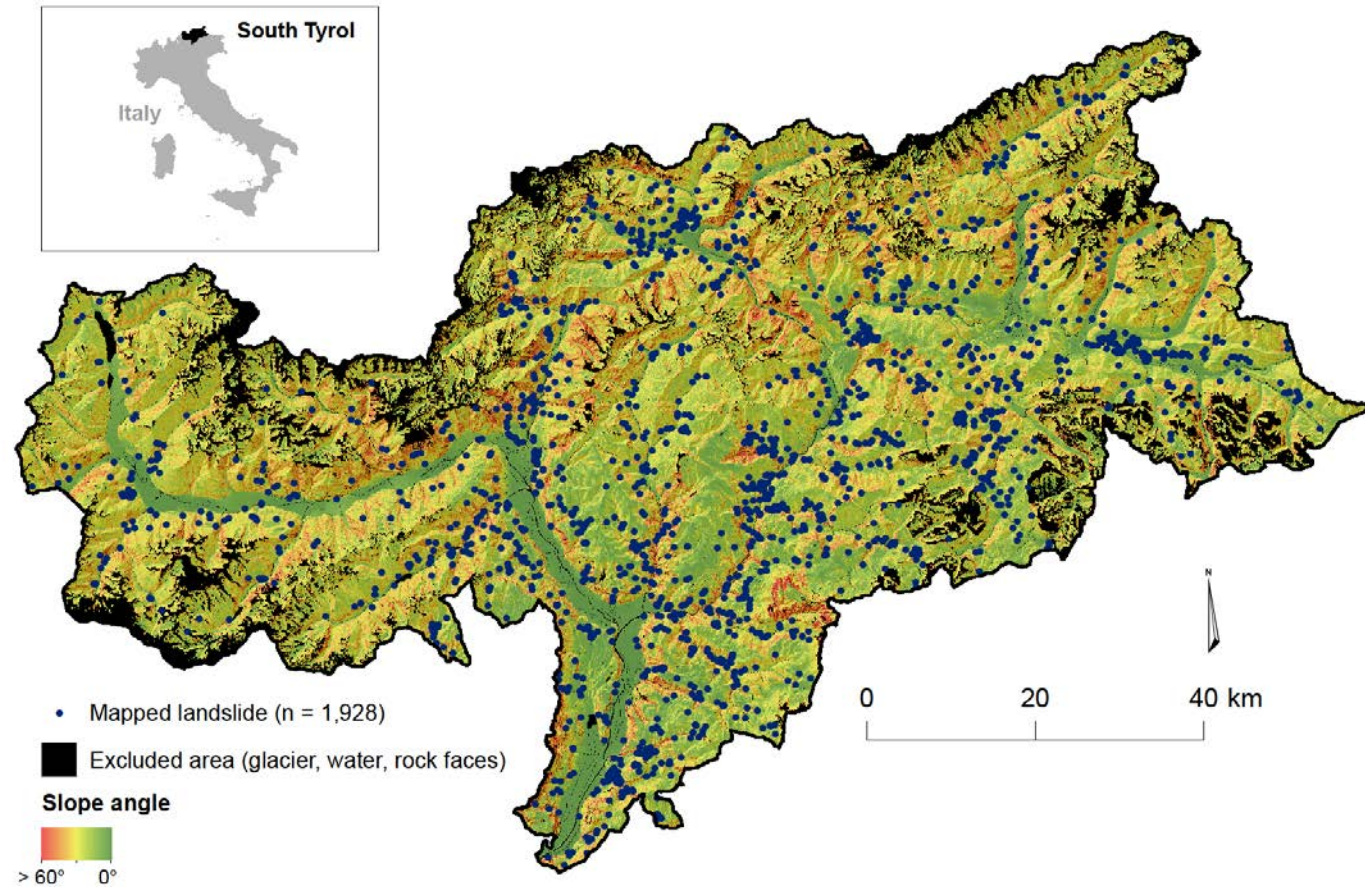 South Tyrol
Italy
N
0 20 40 km
Mapped landslide (n = 1,928)
Excluded area (glacier, water, rock faces)
Slope angle
> 60° 0°